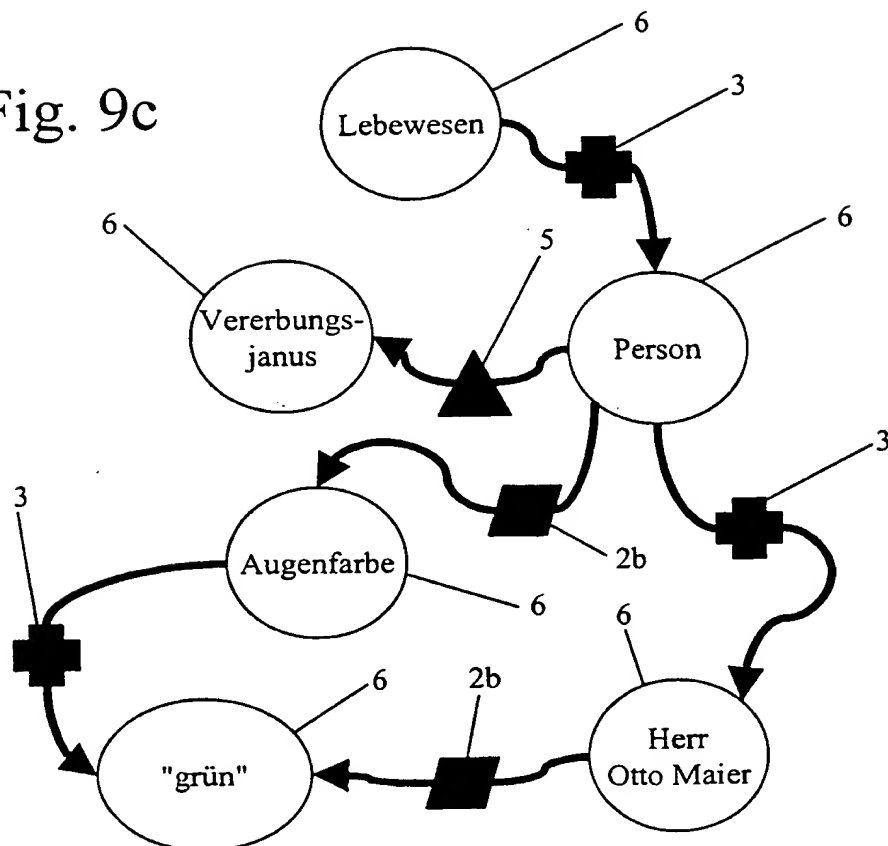 Fig. 9c
6
Lebewesen
3
6
6
5
Vererbungs-
janus
Person
3
3
2b
Augenfarbe
6
6
2b
6
"grün"
Herr
Otto Maier